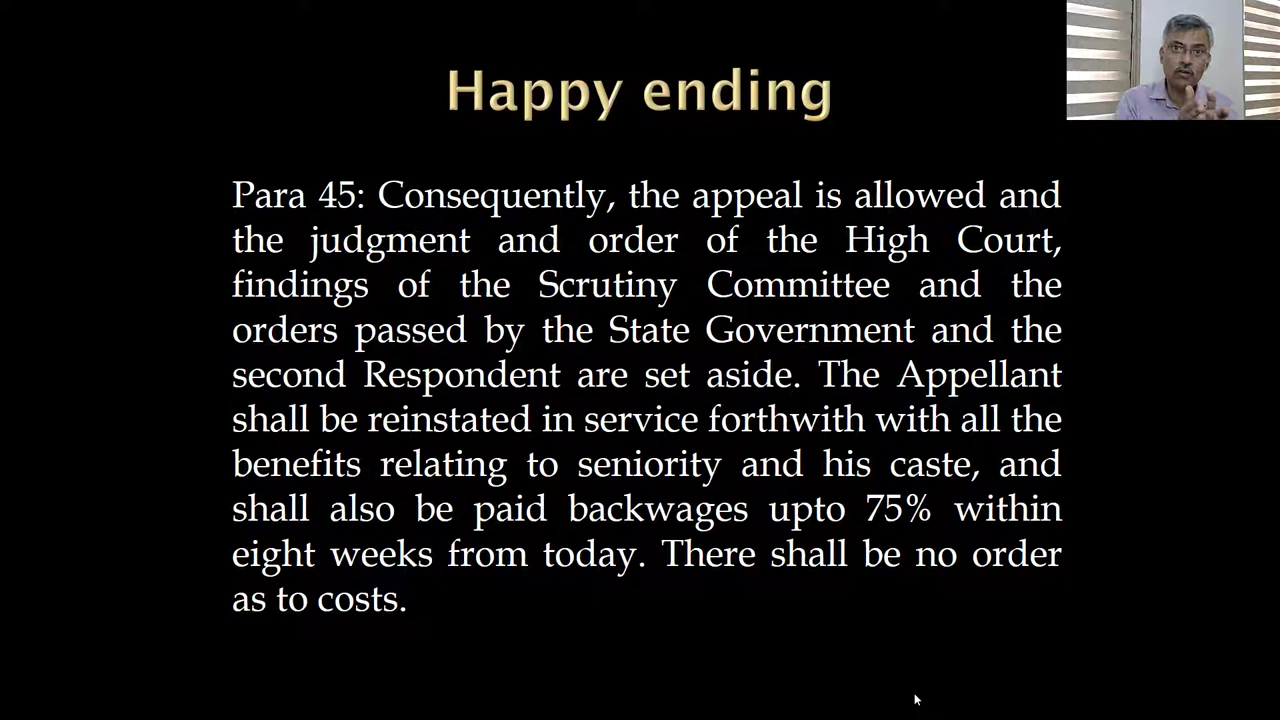 Happy ending
Para 45: Consequently, the appeal is allowed and
the judgment and order of the High Court,
findings of the Scrutiny Committee and the
orders passed by the State Government and the
second Respondent are set aside. The Appellant
shall be reinstated in service forthwith with all the
benefits relating to seniority and his caste, and
shall also be paid backwages upto 75% within
eight weeks from today. There shall be no order
as to costs.